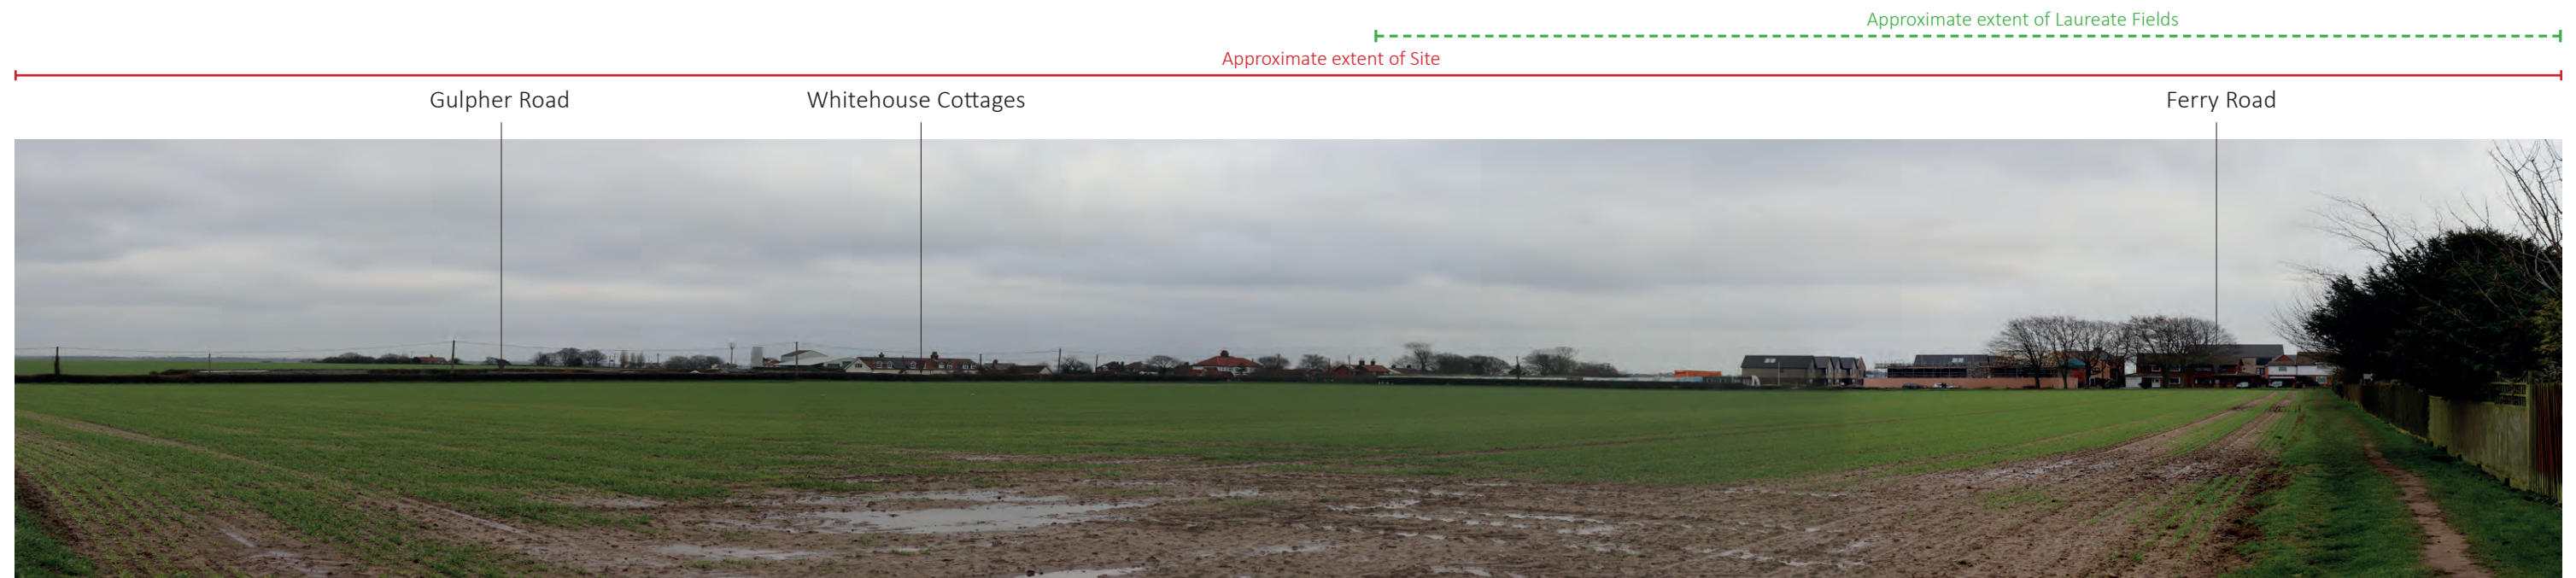 Approximate extent of Laureate Fields
Approximate extent of Site
Gulpher Road
Whitehouse Cottages
Ferry Road